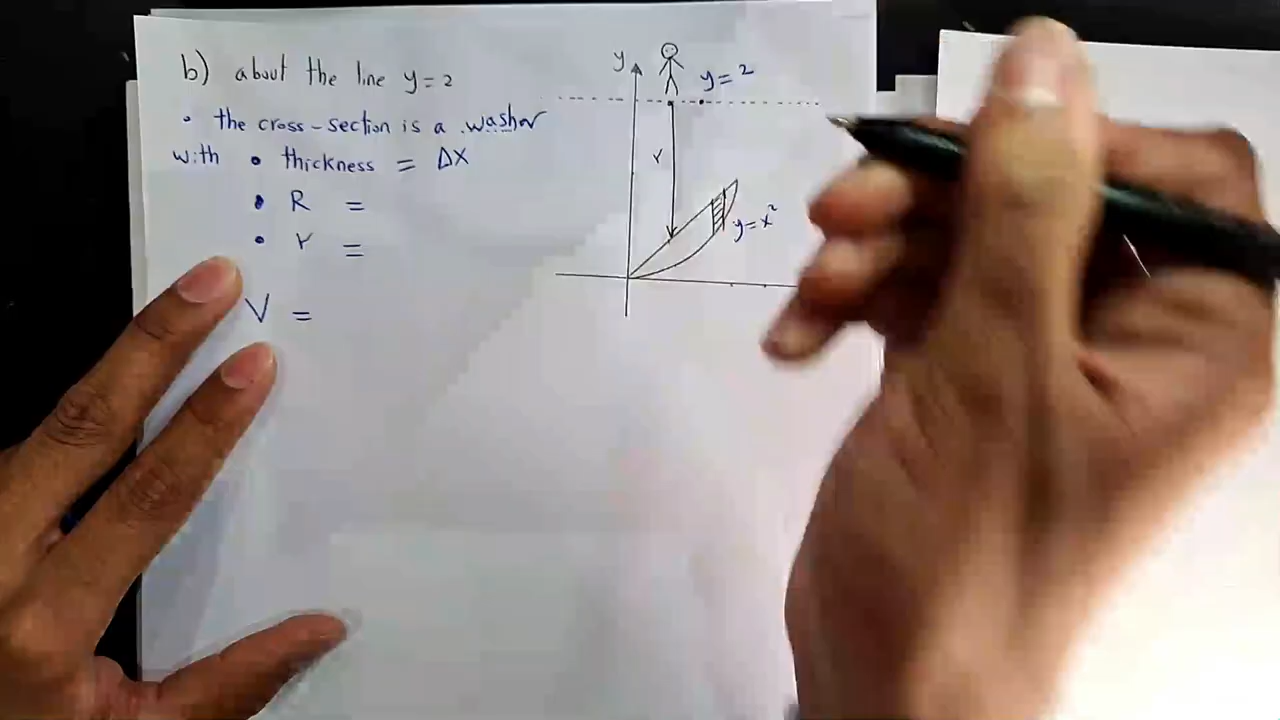 b) about the line y = 2
• the cross-section is a washer
with • thickness = Δx
• R =
• r =
V =
y
y = 2
r
y = x²